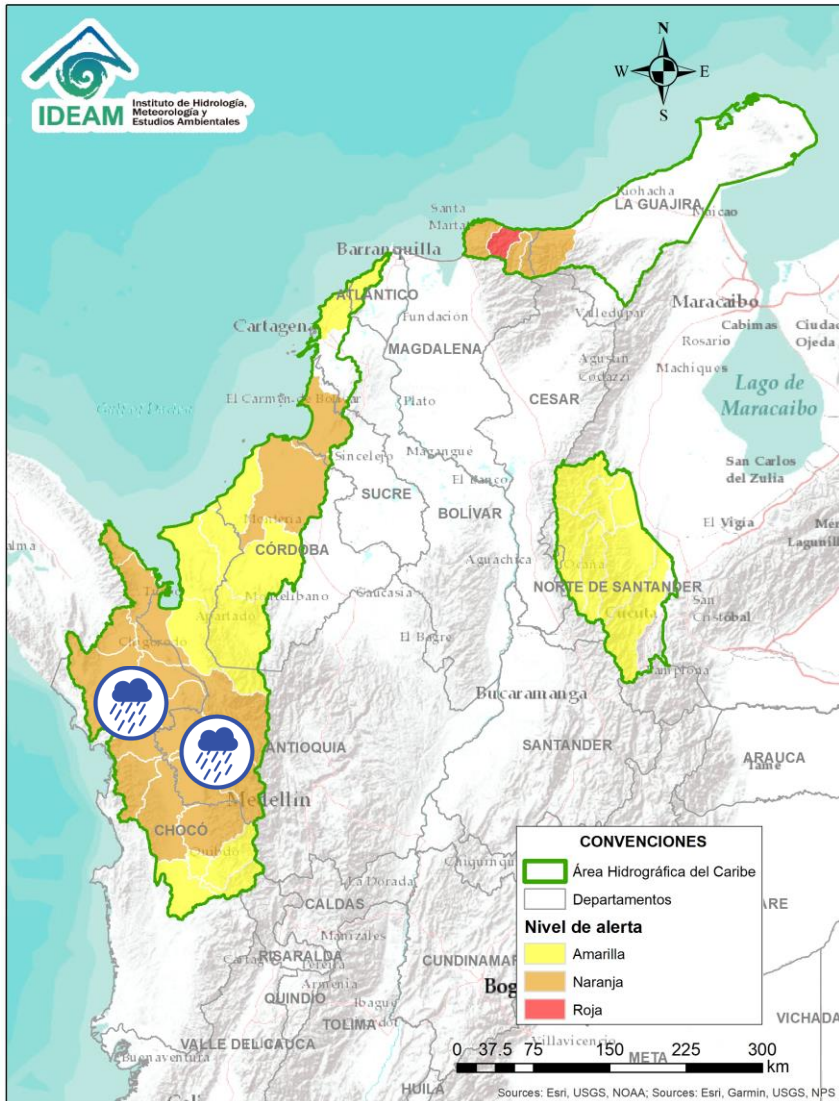 IDEAM
Instituto de Hidrología,
Meteorología y
Estudios Ambientales
N
W
E
S
Riohacha
LA GUAJIRA
Maicao
Santa
Marta
Barranquilla
ATLÁNTICO
Maracaibo
Cartagena
Fundación
Valledupar
Cabimas
Ciudad
Rosario
Ojeda
MAGDALENA
Agustín
Codazzi
Machiques
CESAR
Lago de
Maracaibo
El Carmen de Bolívar
Plato
Sincelejo
Magangué
San Carlos
del Zulia
El Banco
SUCRE
BOLÍVAR
Montería
El Vigía
CÓRDOBA
Lagunill
Aguachica
Ocaña
NORTE DE SANTANDER
Montelibano
Caucasia
Cúcuta
San
Cristóbal
Apartadó
El Bagre
Chigorodó
Pamplona
Bucaramanga
ANTIOQUIA
SANTANDER
ARAUCA
Tame
Medellín
CHOCÓ
Quibdó
Chiquinqu
La Dorada
CALDAS
Manizales
RISARALDA
Pereira
Cartago
Armenia
QUINDÍO
Ibagué
TOLIMA
CUNDINAMAR
Bog
VICHADA
VALLE DEL CAUCA
Buenaventura
Villavicencio
META
HUILA
CONVENCIONES
Área Hidrográfica del Caribe
Departamentos
Nivel de alerta
Amarilla
Naranja
Roja
0 37.5 75 150 225 300
km
Sources: Esri, USGS, NOAA; Sources: Esri, Garmin, USGS, NPS